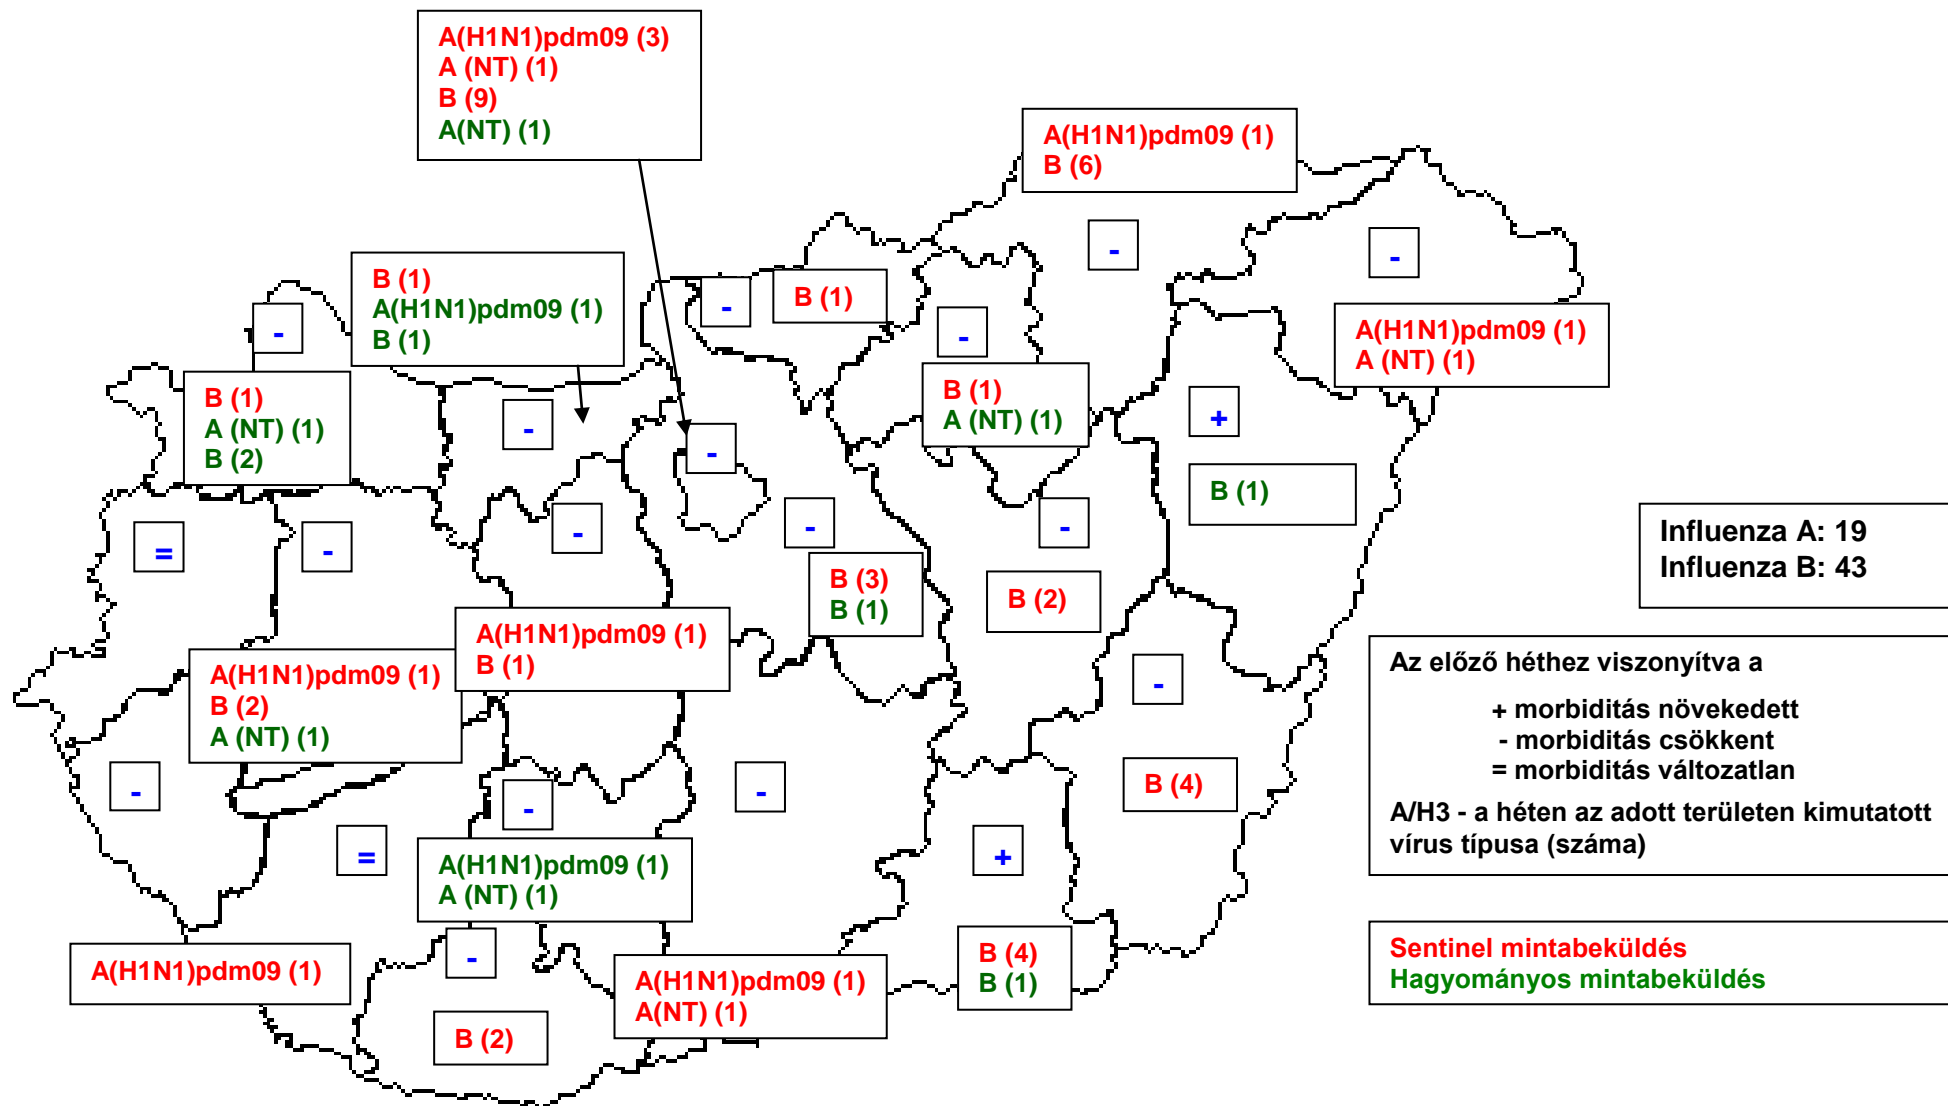 A(H1N1)pdm09 (3)
A (NT) (1)
B (9)
A(NT) (1)
A(H1N1)pdm09 (1)
B (6)
-
-
B (1)
A(H1N1)pdm09 (1)
B (1)
-
-
B (1)
-
A(H1N1)pdm09 (1)
A (NT) (1)
B (1)
A (NT) (1)
B (2)
-
-
B (1)
A (NT) (1)
+
B (1)
=
-
-
-
-
B (3)
B (1)
B (2)
Influenza A: 19
Influenza B: 43
A(H1N1)pdm09 (1)
B (2)
A (NT) (1)
A(H1N1)pdm09 (1)
B (1)
-
Az előző héthez viszonyítva a
+ morbiditás növekedett
- morbiditás csökkent
= morbiditás változatlan
A/H3 - a héten az adott területen kimutatott
vírus típusa (száma)
-
-
-
B (4)
=
A(H1N1)pdm09 (1)
A (NT) (1)
+
A(H1N1)pdm09 (1)
-
B (2)
A(H1N1)pdm09 (1)
A(NT) (1)
B (4)
B (1)
Sentinel mintabeküldés
Hagyományos mintabeküldés